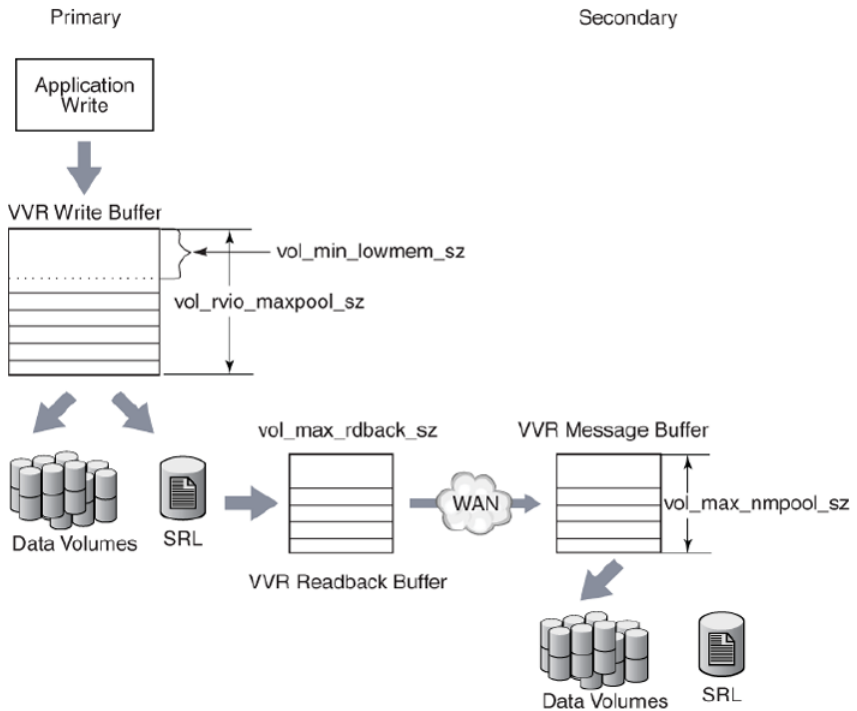 Primary
Secondary
Application
Write
VVR Write Buffer
vol_min_lowmem_sz
vol_rvio_maxpool_sz
vol_max_rdback_sz
VVR Message Buffer
WAN
vol_max_nmpool_sz
Data Volumes
SRL
VVR Readback Buffer
Data Volumes
SRL